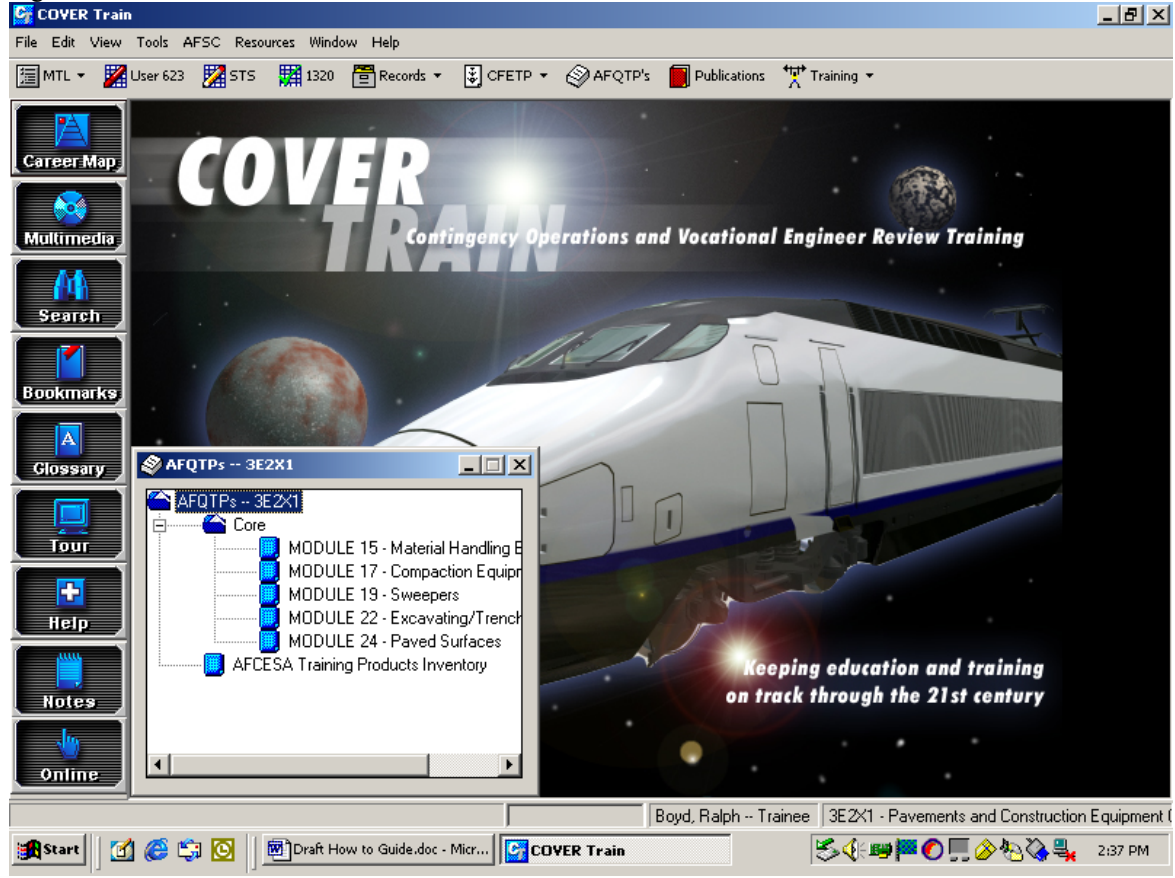 COVER Train
File Edit View Tools AFSC Resources Window Help
MTL User 623 STS 1320 Records CFETP AFQTP's Publications Training
Career Map
Multimedia
Search
Bookmarks
Glossary
Tour
Help
Notes
Online
COVER
TRAIN
Contingency Operations and Vocational Engineer Review Training
AFQTPs -- 3E2X1
AFQTPs -- 3E2X1
Core
MODULE 15 - Material Handling E
MODULE 17 - Compaction Equipr
MODULE 19 - Sweepers
MODULE 22 - Excavating/Trench
MODULE 24 - Paved Surfaces
AFCESA Training Products Inventory
Keeping education and training
on track through the 21st century
Boyd, Ralph -- Trainee 3E2X1 - Pavements and Construction Equipment (
Start Draft How to Guide.doc - Micr... COVER Train 2:37 PM